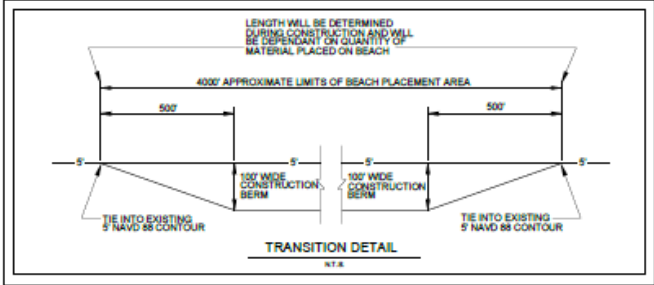 LENGTH WILL BE DETERMINED
DURING CONSTRUCTION AND WILL
BE DEPENDANT ON QUANTITY OF
MATERIAL PLACED ON BEACH
4000' APPROXIMATE LIMITS OF BEACH PLACEMENT AREA
500' 500'
5' 5' 5' 5'
100' WIDE 100' WIDE
CONSTRUCTION CONSTRUCTION
BERM BERM
TIE INTO EXISTING TIE INTO EXISTING
5' NAVD 88 CONTOUR 5' NAVD 88 CONTOUR
TRANSITION DETAIL
N.T.S.